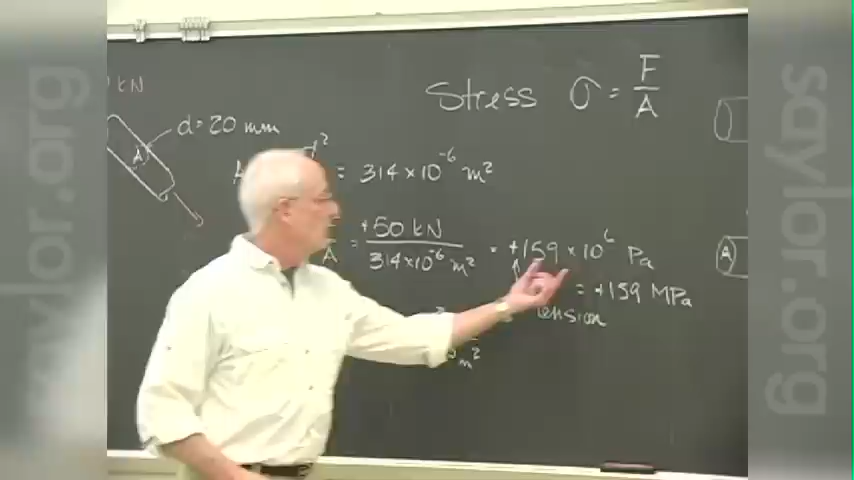 kN
Stress σ = F/A
d = 20 mm
A
= 314 × 10⁻⁶ m²
A = +50 kN / 314×10⁻⁶ m² = +159 × 10⁶ Pa
= +159 MPa
m²
A
saylor.org
saylor.org